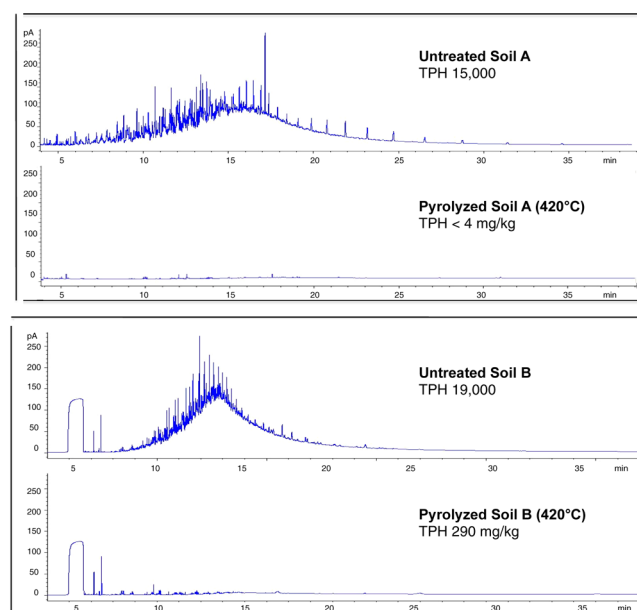 pA
250
200
150
100
50
0
Untreated Soil A
TPH 15,000
5 10 15 20 25 30 35 min
250
200
150
100
50
0
Pyrolyzed Soil A (420°C)
TPH < 4 mg/kg
5 10 15 20 25 30 35 min
pA
250
200
150
100
50
0
Untreated Soil B
TPH 19,000
5 10 15 20 25 30 35 min
250
200
150
100
50
0
Pyrolyzed Soil B (420°C)
TPH 290 mg/kg
5 10 15 20 25 30 35 min